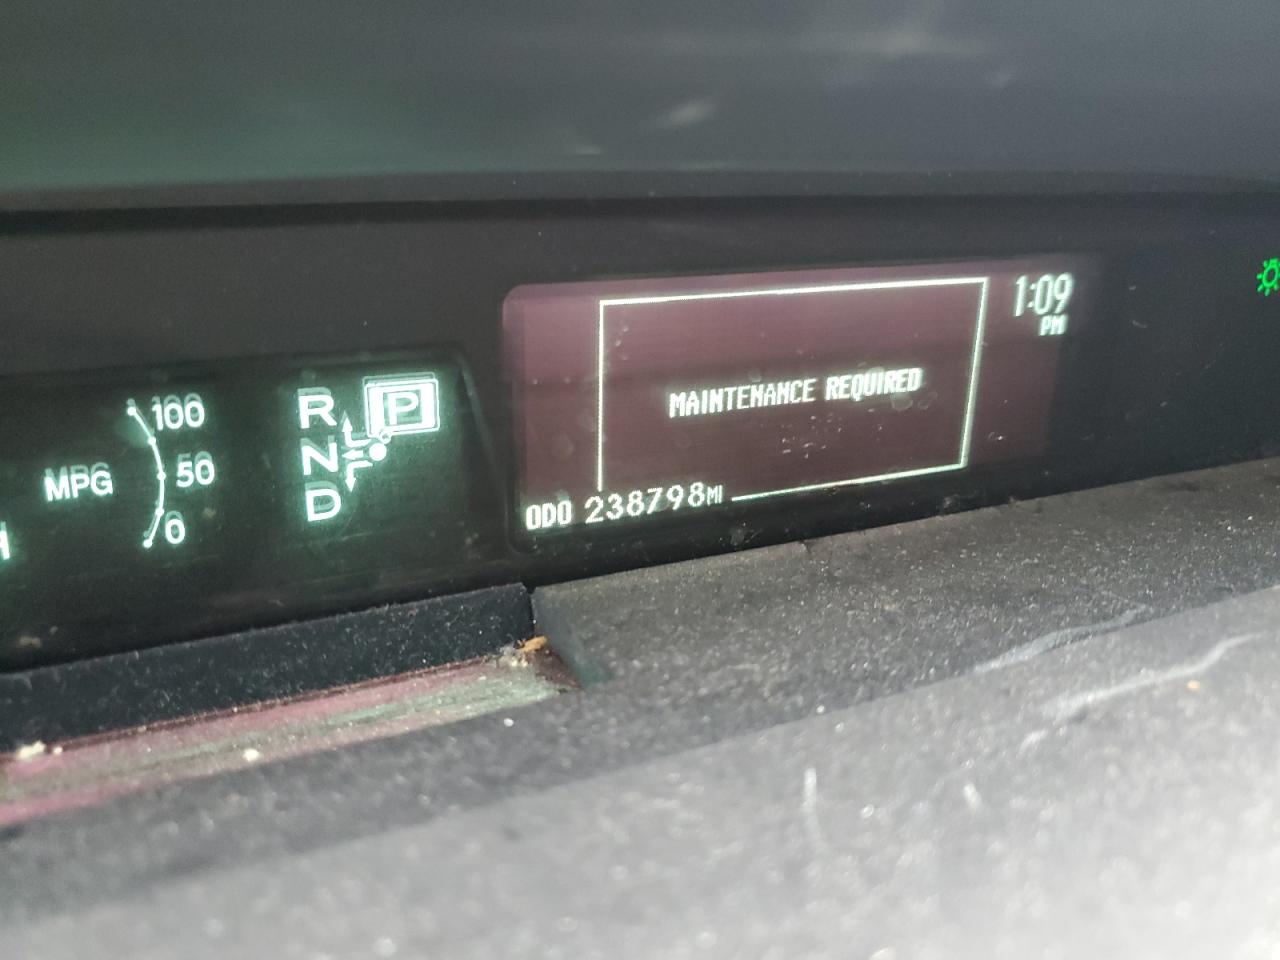 MPG
100
50
0
R
P
N
D
1:09
PM
MAINTENANCE REQUIRED
ODO 238798MI